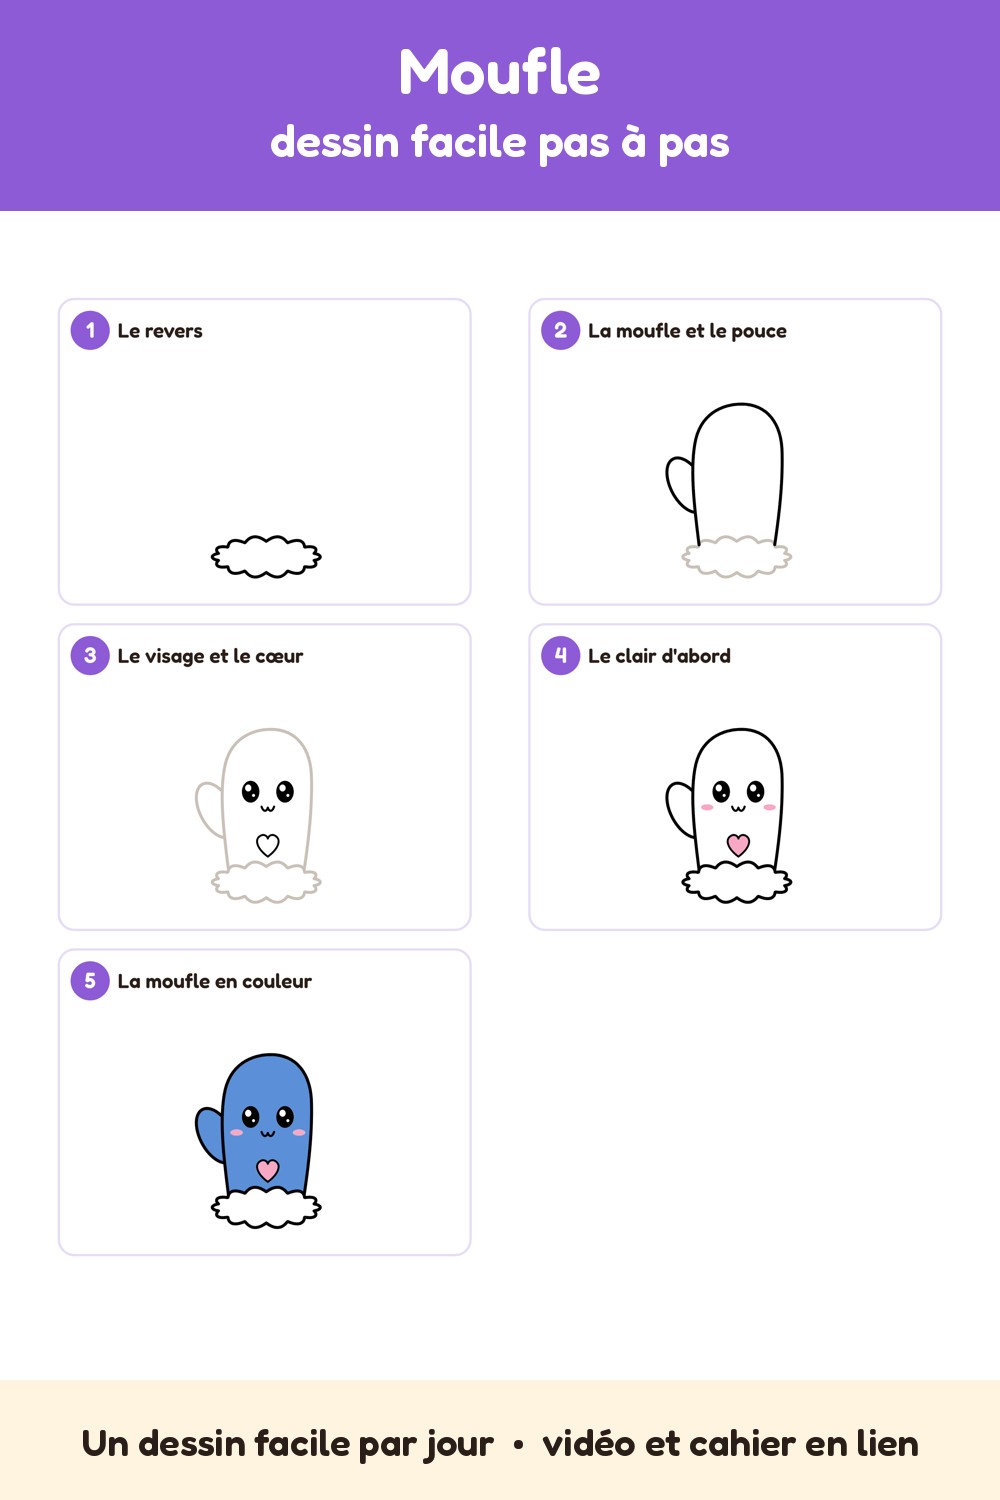 Moufle
dessin facile pas à pas
1 Le revers
2 La moufle et le pouce
3 Le visage et le cœur
4 Le clair d'abord
5 La moufle en couleur
Un dessin facile par jour • vidéo et cahier en lien